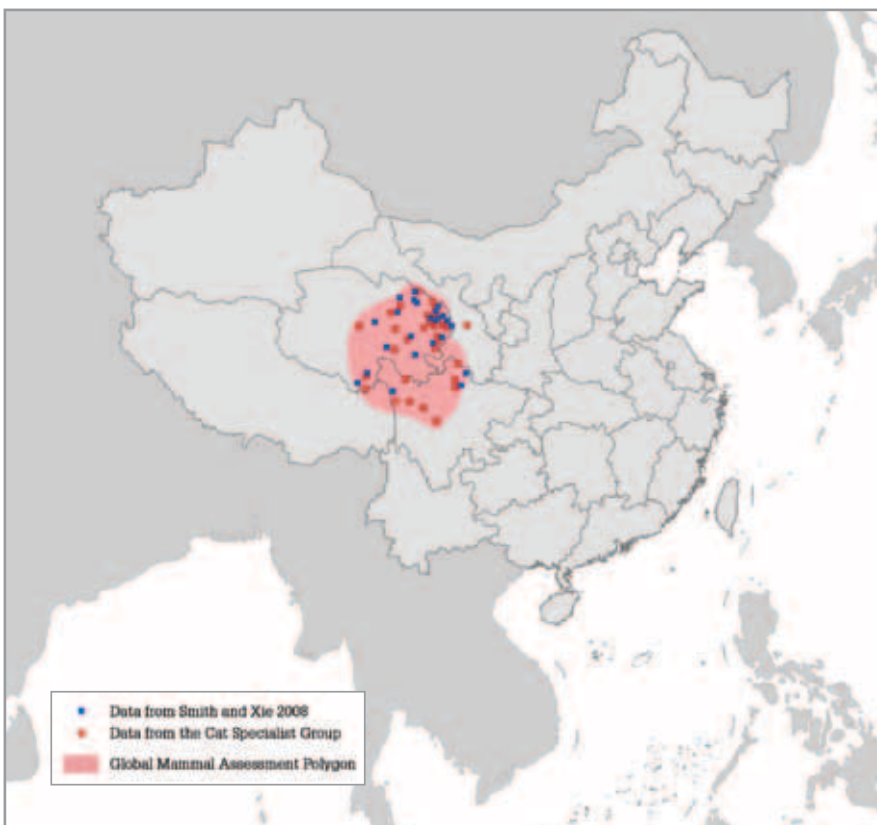 Data from Smith and Xie 2008
Data from the Cat Specialist Group
Global Mammal Assessment Polygon